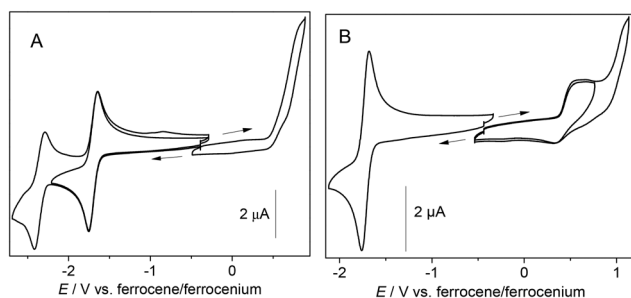 A
2 μA
-2 -1 0
E / V vs. ferrocene/ferrocenium
B
2 μA
-2 -1 0 1
E / V vs. ferrocene/ferrocenium